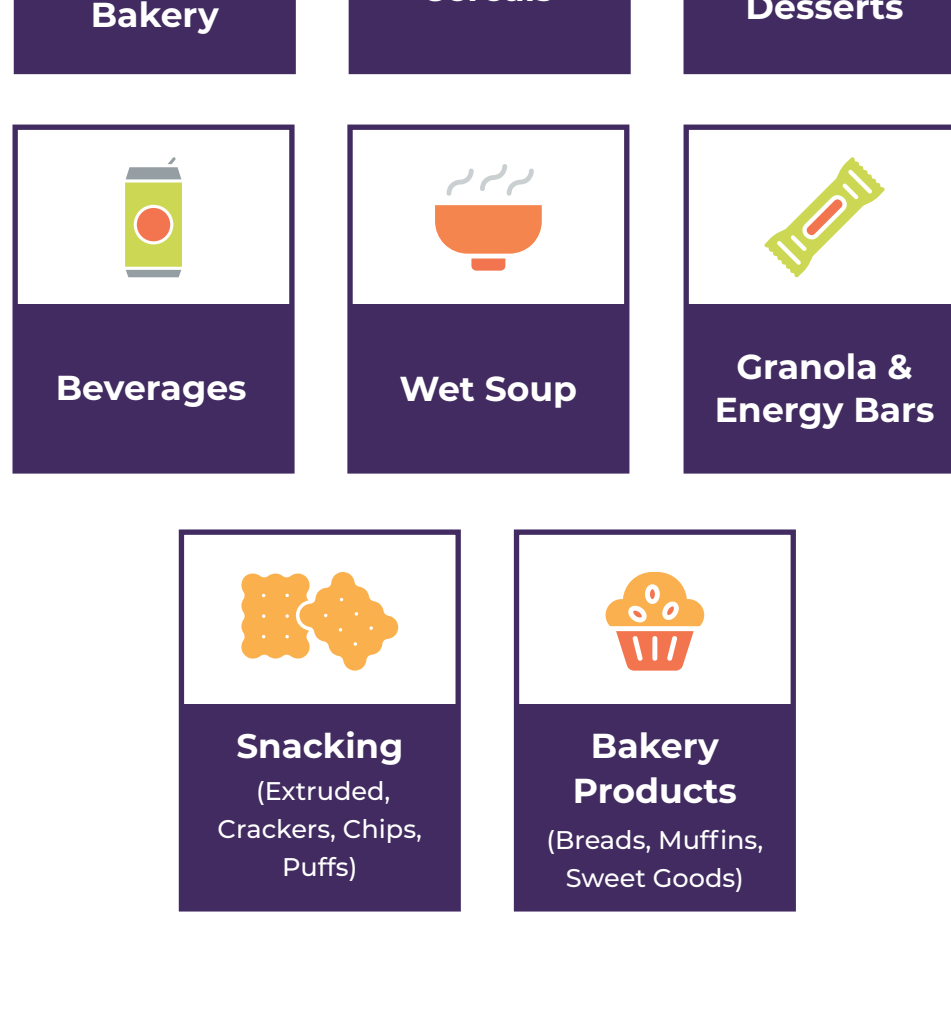 Bakery
Cereals
Desserts
Beverages
Wet Soup
Granola &
Energy Bars
Snacking
(Extruded,
Crackers, Chips,
Puffs)
Bakery
Products
(Breads, Muffins,
Sweet Goods)